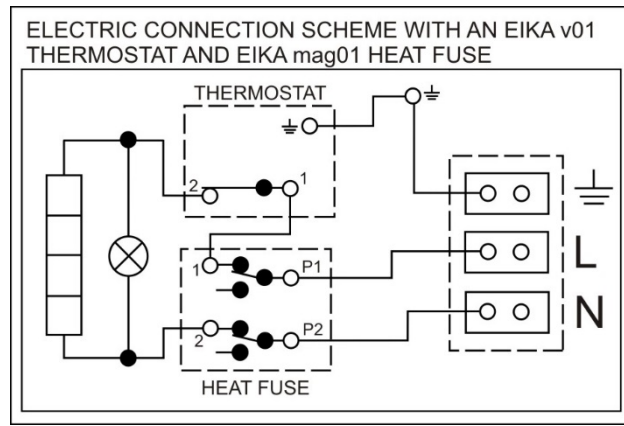 ELECTRIC CONNECTION SCHEME WITH AN EIKA v01
THERMOSTAT AND EIKA mag01 HEAT FUSE
THERMOSTAT
2
1
1
P1
L
2
P2
N
HEAT FUSE